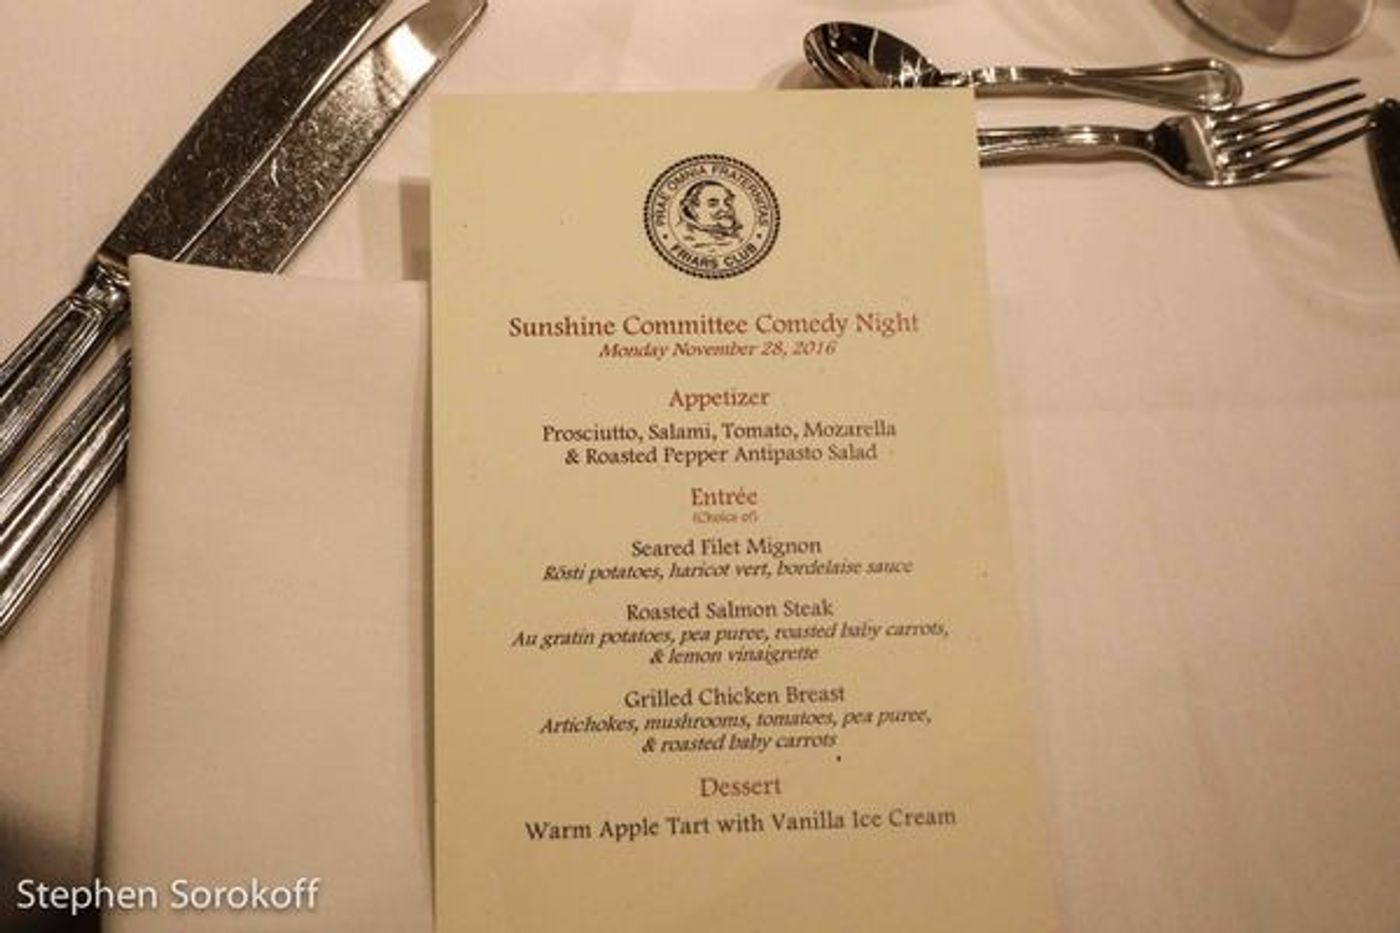 PRAE OMNIA FRATERNITAS
FRIARS CLUB
Sunshine Committee Comedy Night
Monday November 28, 2016
Appetizer
Prosciutto, Salami, Tomato, Mozarella
& Roasted Pepper Antipasto Salad
Entrée
(Choice of)
Seared Filet Mignon
Rösti potatoes, haricot vert, bordelaise sauce
Roasted Salmon Steak
Au gratin potatoes, pea puree, roasted baby carrots,
& lemon vinaigrette
Grilled Chicken Breast
Artichokes, mushrooms, tomatoes, pea puree,
& roasted baby carrots
Dessert
Warm Apple Tart with Vanilla Ice Cream
Stephen Sorokoff